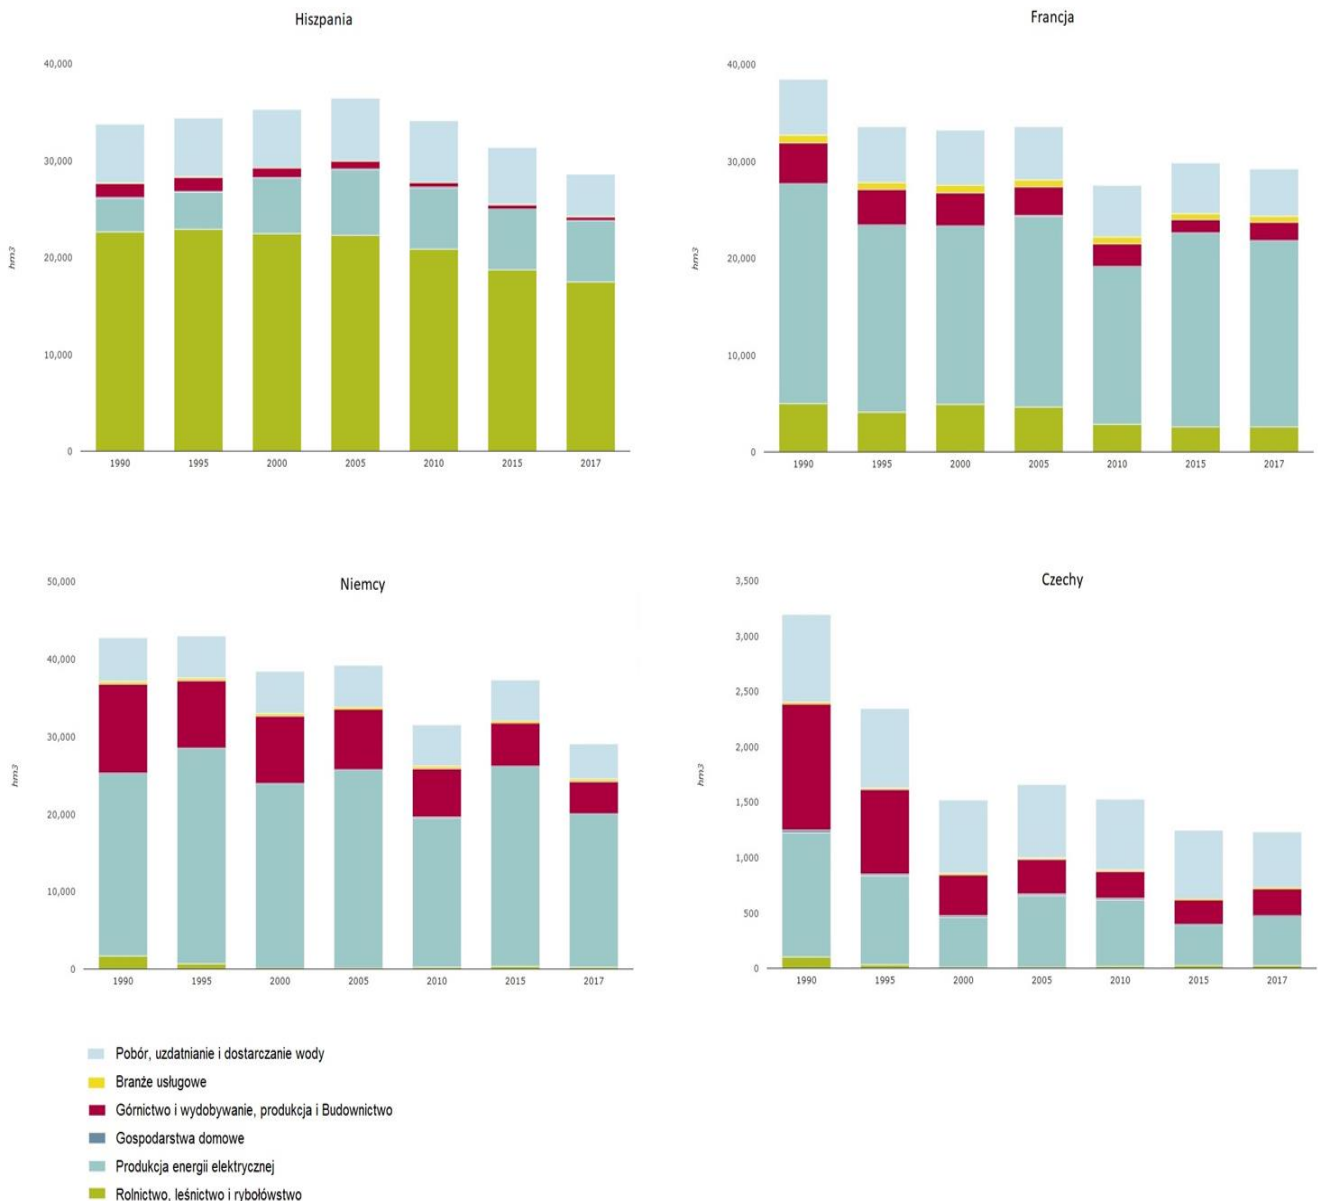 Hiszpania
40,000
30,000
20,000
10,000
0
hm3
1990 1995 2000 2005 2010 2015 2017
Francja
40,000
30,000
20,000
10,000
0
hm3
1990 1995 2000 2005 2010 2015 2017
Niemcy
50,000
40,000
30,000
20,000
10,000
0
hm3
1990 1995 2000 2005 2010 2015 2017
Czechy
3,500
3,000
2,500
2,000
1,500
1,000
500
0
hm3
1990 1995 2000 2005 2010 2015 2017
Pobór, uzdatnianie i dostarczanie wody
Branże usługowe
Górnictwo i wydobywanie, produkcja i Budownictwo
Gospodarstwa domowe
Produkcja energii elektrycznej
Rolnictwo, leśnictwo i rybołówstwo